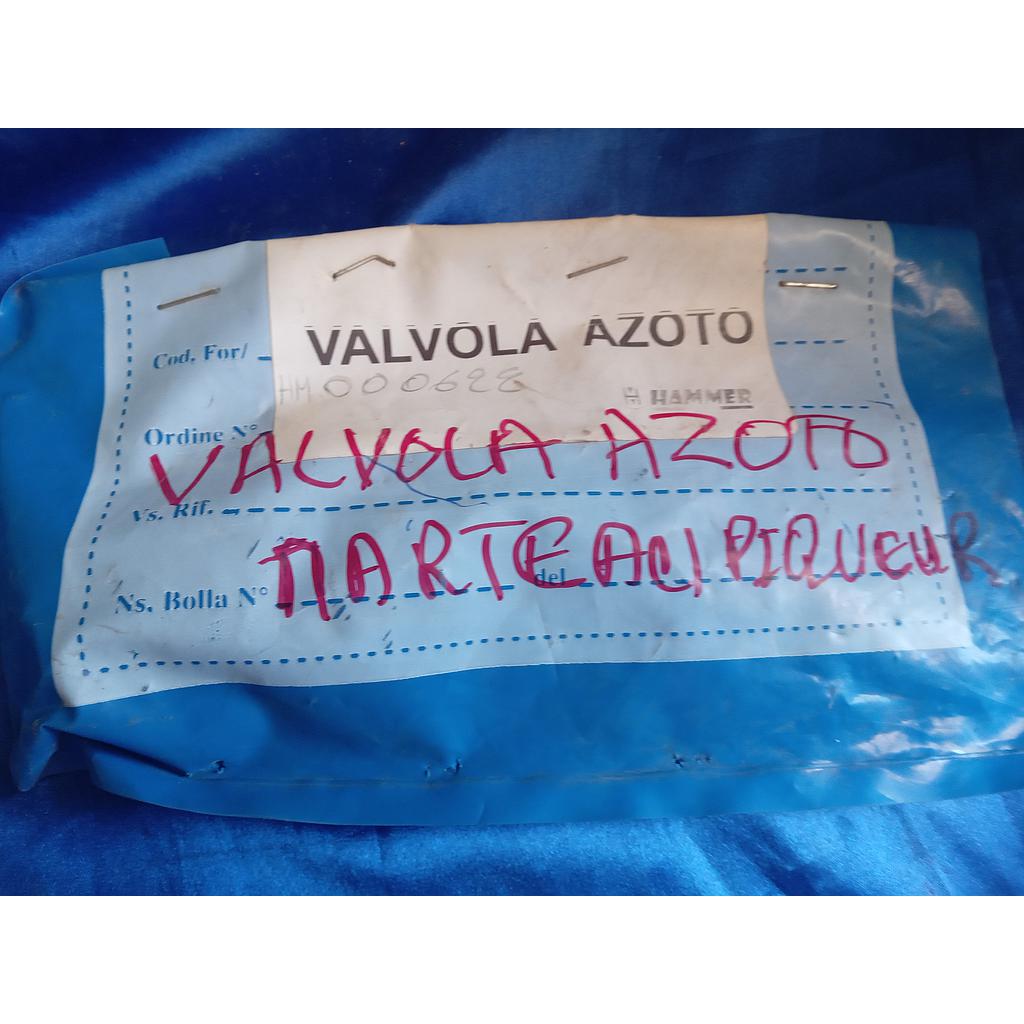 VALVOLA AZOTO
HM 000628
HAMMER
Cod. For/
Ordine N°
VALVOLA AZOTO
Vs. Rif.
MARTEAU PIQUEUR
Ns. Bolla N° del